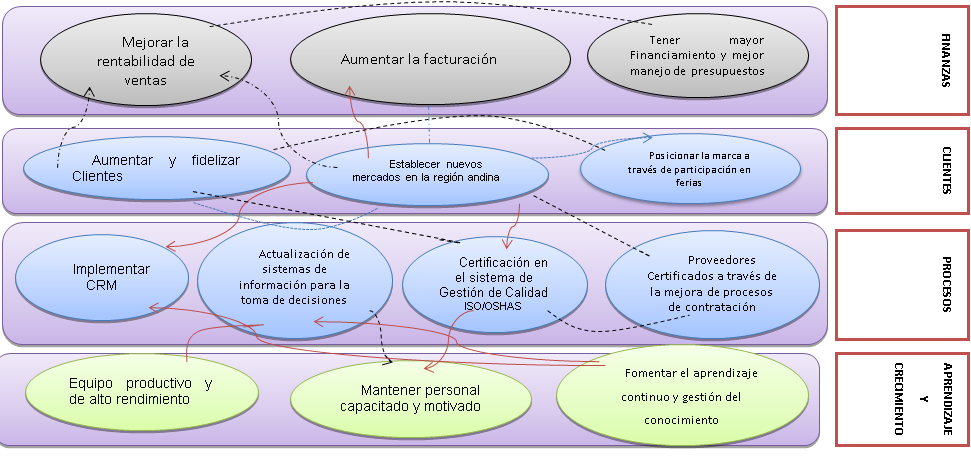 Mejorar la
rentabilidad de
ventas
Aumentar la facturación
Tener mayor
Financiamiento y mejor
manejo de presupuestos
FINANZAS
Aumentar y fidelizar
Clientes
Establecer nuevos
mercados en la región andina
Posicionar la marca a
través de participación en
ferias
CLIENTES
Implementar
CRM
Actualización de
sistemas de
información para la
toma de decisiones
Certificación en
el sistema de
Gestión de Calidad
ISO/OSHAS
Proveedores
Certificados a través de
la mejora de procesos
de contratación
PROCESOS
Equipo productivo y
de alto rendimiento
Mantener personal
capacitado y motivado
Fomentar el aprendizaje
continuo y gestión del
conocimiento
APRENDIZAJE
Y
CRECIMIENTO